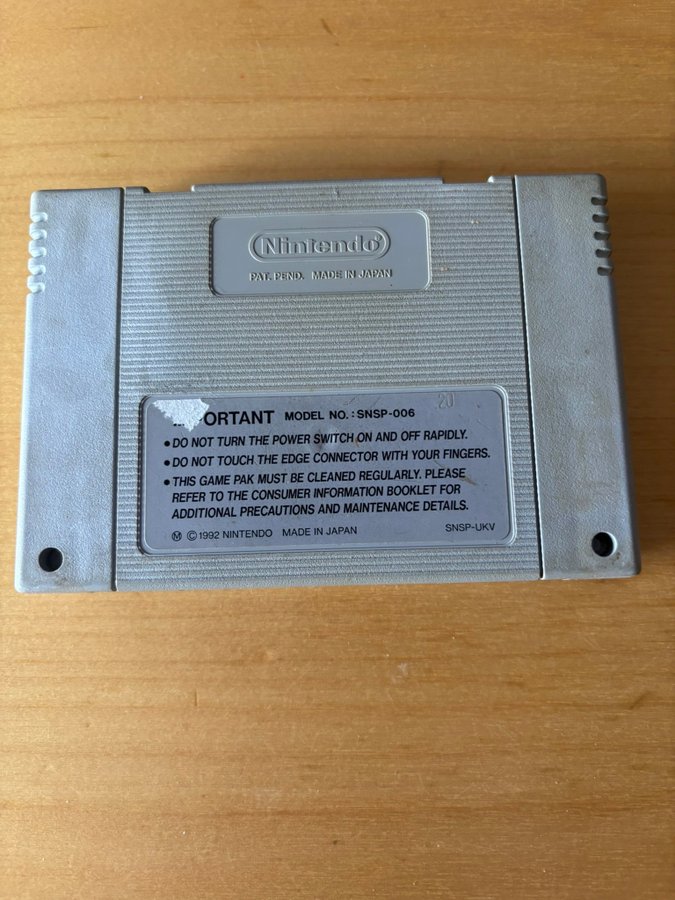 Nintendo®
PAT. PEND. MADE IN JAPAN
20
PORTANT MODEL NO.: SNSP-006
• DO NOT TURN THE POWER SWITCH ON AND OFF RAPIDLY.
• DO NOT TOUCH THE EDGE CONNECTOR WITH YOUR FINGERS.
• THIS GAME PAK MUST BE CLEANED REGULARLY. PLEASE
REFER TO THE CONSUMER INFORMATION BOOKLET FOR
ADDITIONAL PRECAUTIONS AND MAINTENANCE DETAILS.
Ⓜ © 1992 NINTENDO MADE IN JAPAN SNSP-UKV